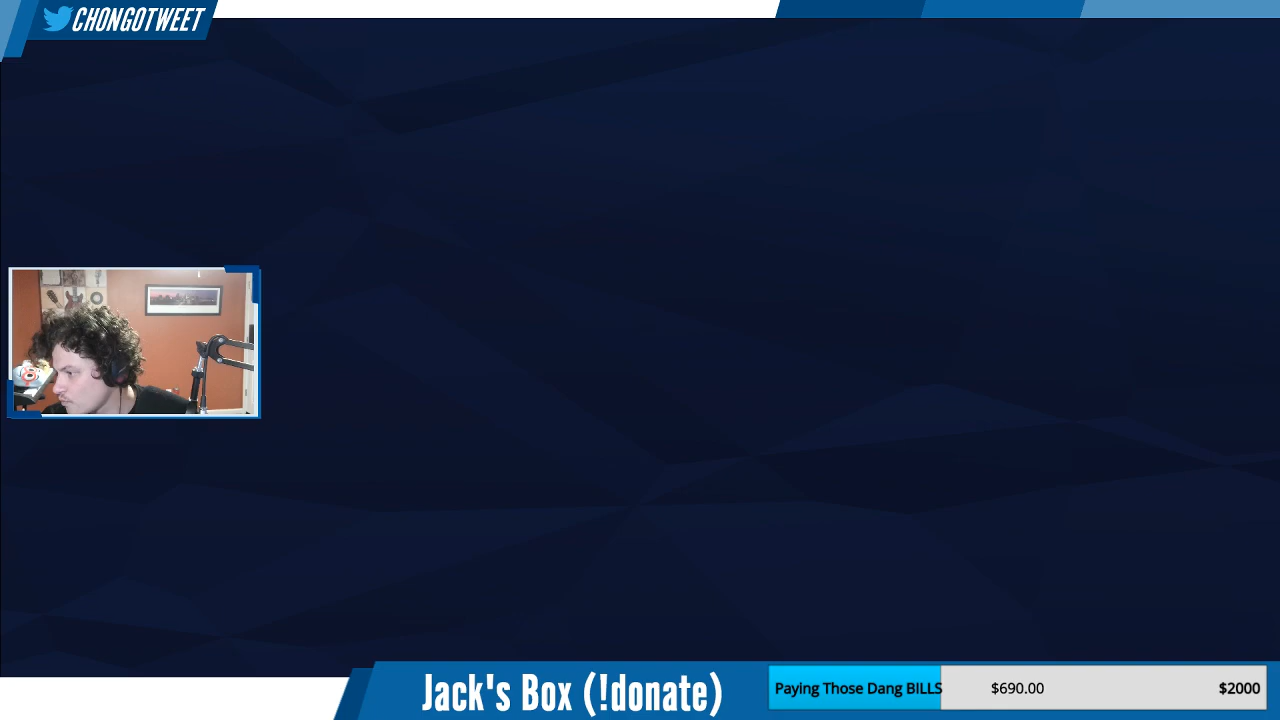 CHONGOTWEET
Jack's Box (!donate)
Paying Those Dang BILLS
$690.00
$2000